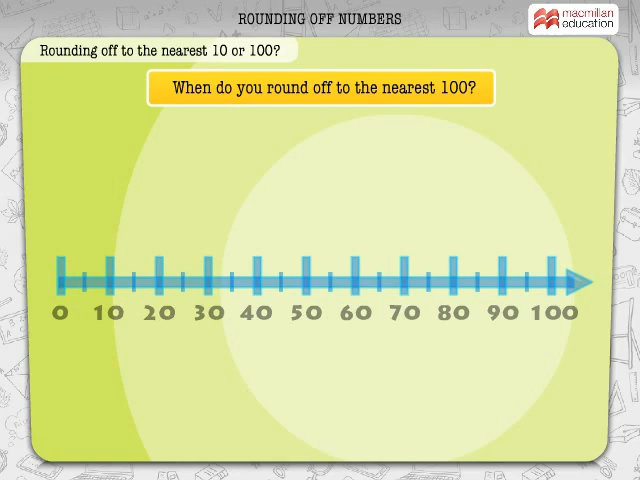 ROUNDING OFF NUMBERS
macmillan
education
Rounding off to the nearest 10 or 100?
When do you round off to the nearest 100?
0 10 20 30 40 50 60 70 80 90 100